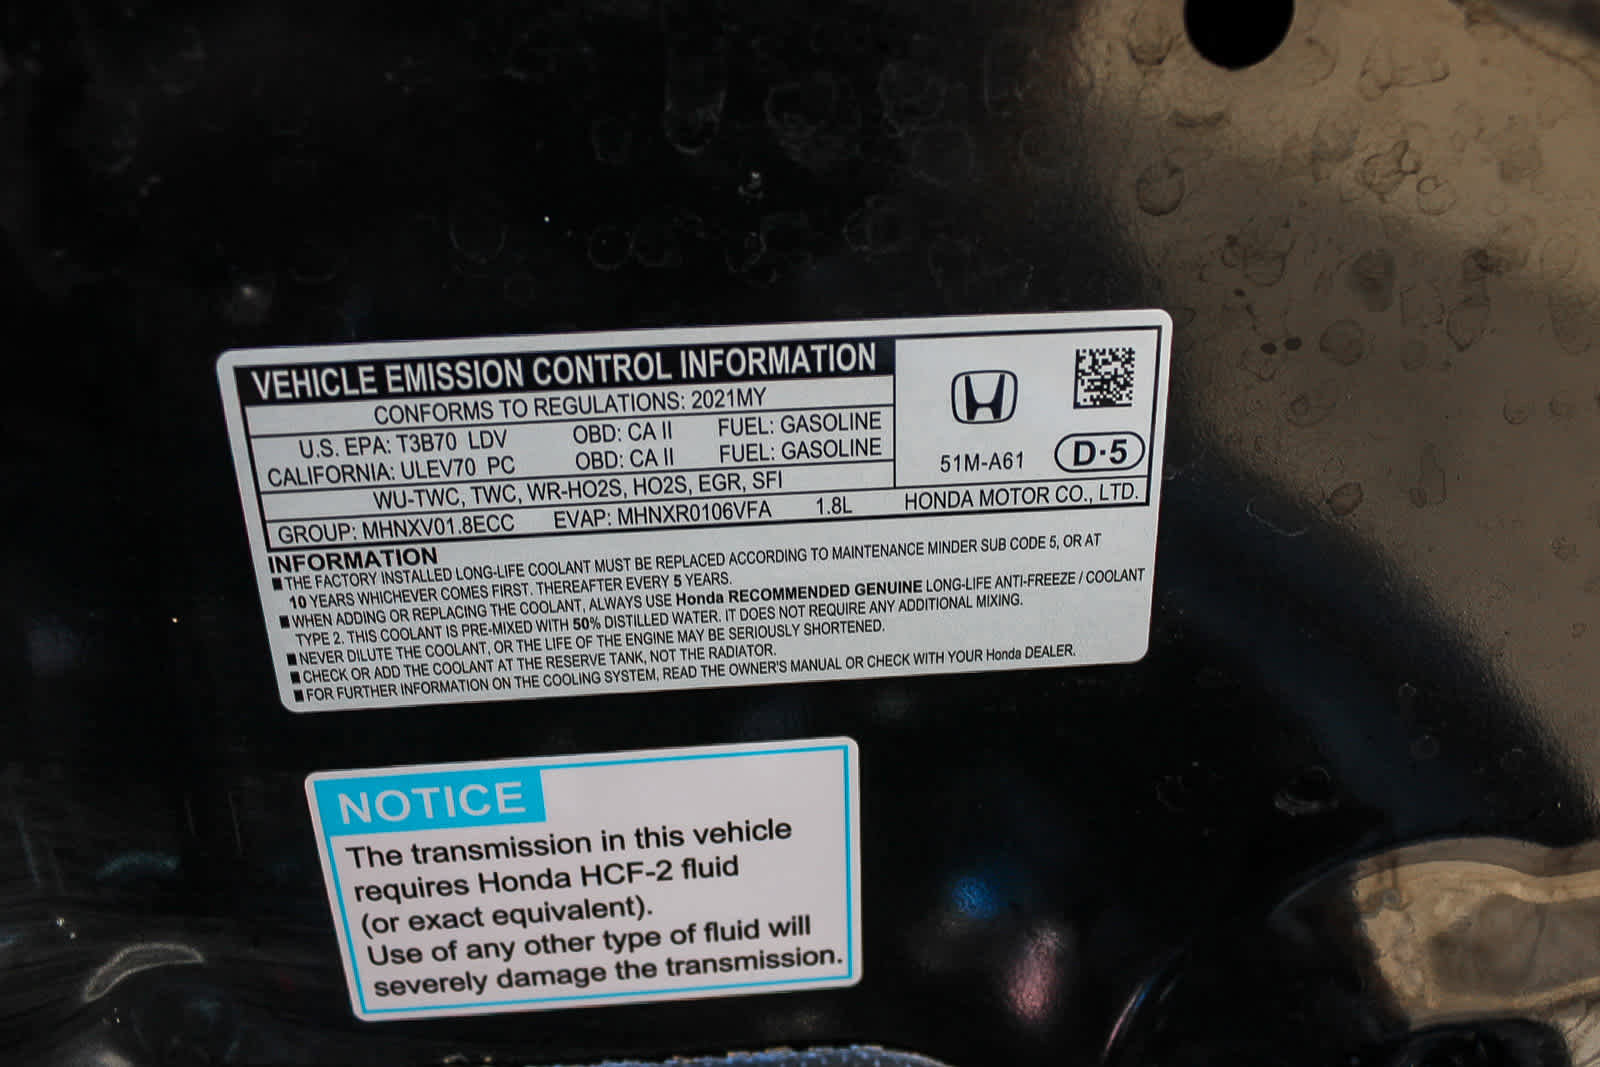 VEHICLE EMISSION CONTROL INFORMATION
CONFORMS TO REGULATIONS: 2021MY
U.S. EPA: T3B70 LDV OBD: CA II FUEL: GASOLINE
CALIFORNIA: ULEV70 PC OBD: CA II FUEL: GASOLINE
WU-TWC, TWC, WR-HO2S, HO2S, EGR, SFI
GROUP: MHNXV01.8ECC EVAP: MHNXR0106VFA 1.8L
51M-A61 D·5
HONDA MOTOR CO., LTD.
INFORMATION
■ THE FACTORY INSTALLED LONG-LIFE COOLANT MUST BE REPLACED ACCORDING TO MAINTENANCE MINDER SUB CODE 5, OR AT
10 YEARS WHICHEVER COMES FIRST. THEREAFTER EVERY 5 YEARS.
■ WHEN ADDING OR REPLACING THE COOLANT, ALWAYS USE Honda RECOMMENDED GENUINE LONG-LIFE ANTI-FREEZE / COOLANT
TYPE 2. THIS COOLANT IS PRE-MIXED WITH 50% DISTILLED WATER. IT DOES NOT REQUIRE ANY ADDITIONAL MIXING.
■ NEVER DILUTE THE COOLANT, OR THE LIFE OF THE ENGINE MAY BE SERIOUSLY SHORTENED.
■ CHECK OR ADD THE COOLANT AT THE RESERVE TANK, NOT THE RADIATOR.
■ FOR FURTHER INFORMATION ON THE COOLING SYSTEM, READ THE OWNER'S MANUAL OR CHECK WITH YOUR Honda DEALER.
NOTICE
The transmission in this vehicle
requires Honda HCF-2 fluid
(or exact equivalent).
Use of any other type of fluid will
severely damage the transmission.